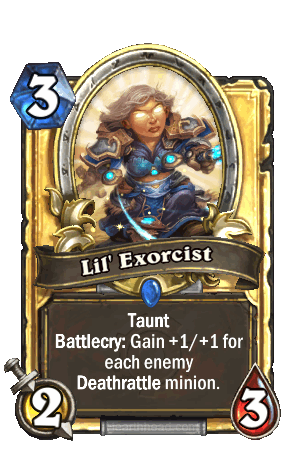 3
Lil' Exorcist
Taunt
Battlecry: Gain +1/+1 for
each enemy
Deathrattle minion.
2
3